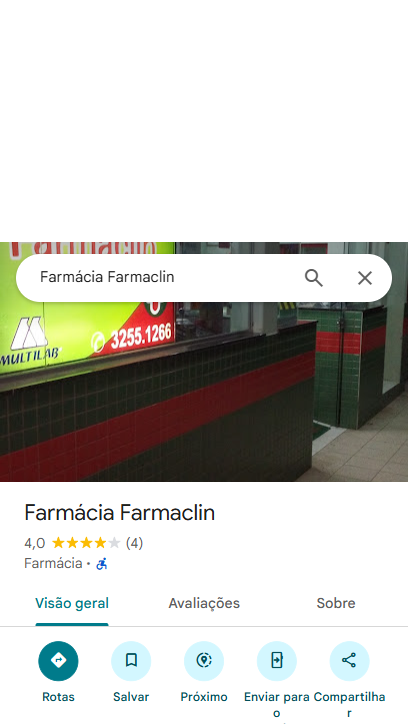 Farmaclin
Farmácia Farmaclin
3255.1266
MULTILAB
Farmácia Farmaclin
4,0 (4)
Farmácia ·
Visão geral Avaliações Sobre
Rotas Salvar Próximo Enviar para o Compartilhar